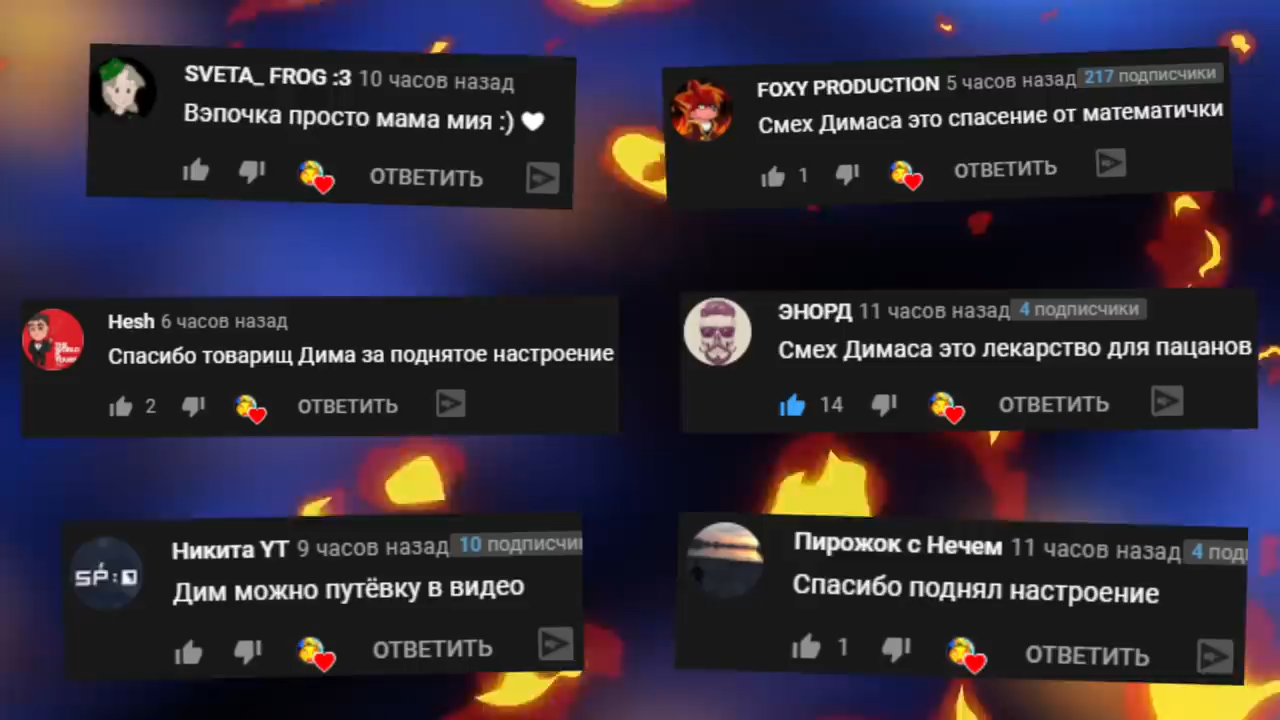 SVETA_ FROG :3 10 часов назад
Вэпочка просто мама мия :)
ОТВЕТИТЬ
FOXY PRODUCTION 5 часов назад 217 подписчики
Смех Димаса это спасение от математички
1 ОТВЕТИТЬ
Hesh 6 часов назад
Спасибо товарищ Дима за поднятое настроение
2 ОТВЕТИТЬ
ЭНОРД 11 часов назад 4 подписчики
Смех Димаса это лекарство для пацанов
14 ОТВЕТИТЬ
SP:
Никита YT 9 часов назад 10 подписчи
Дим можно путёвку в видео
ОТВЕТИТЬ
Пирожок с Нечем 11 часов назад 4 под
Спасибо поднял настроение
1 ОТВЕТИТЬ